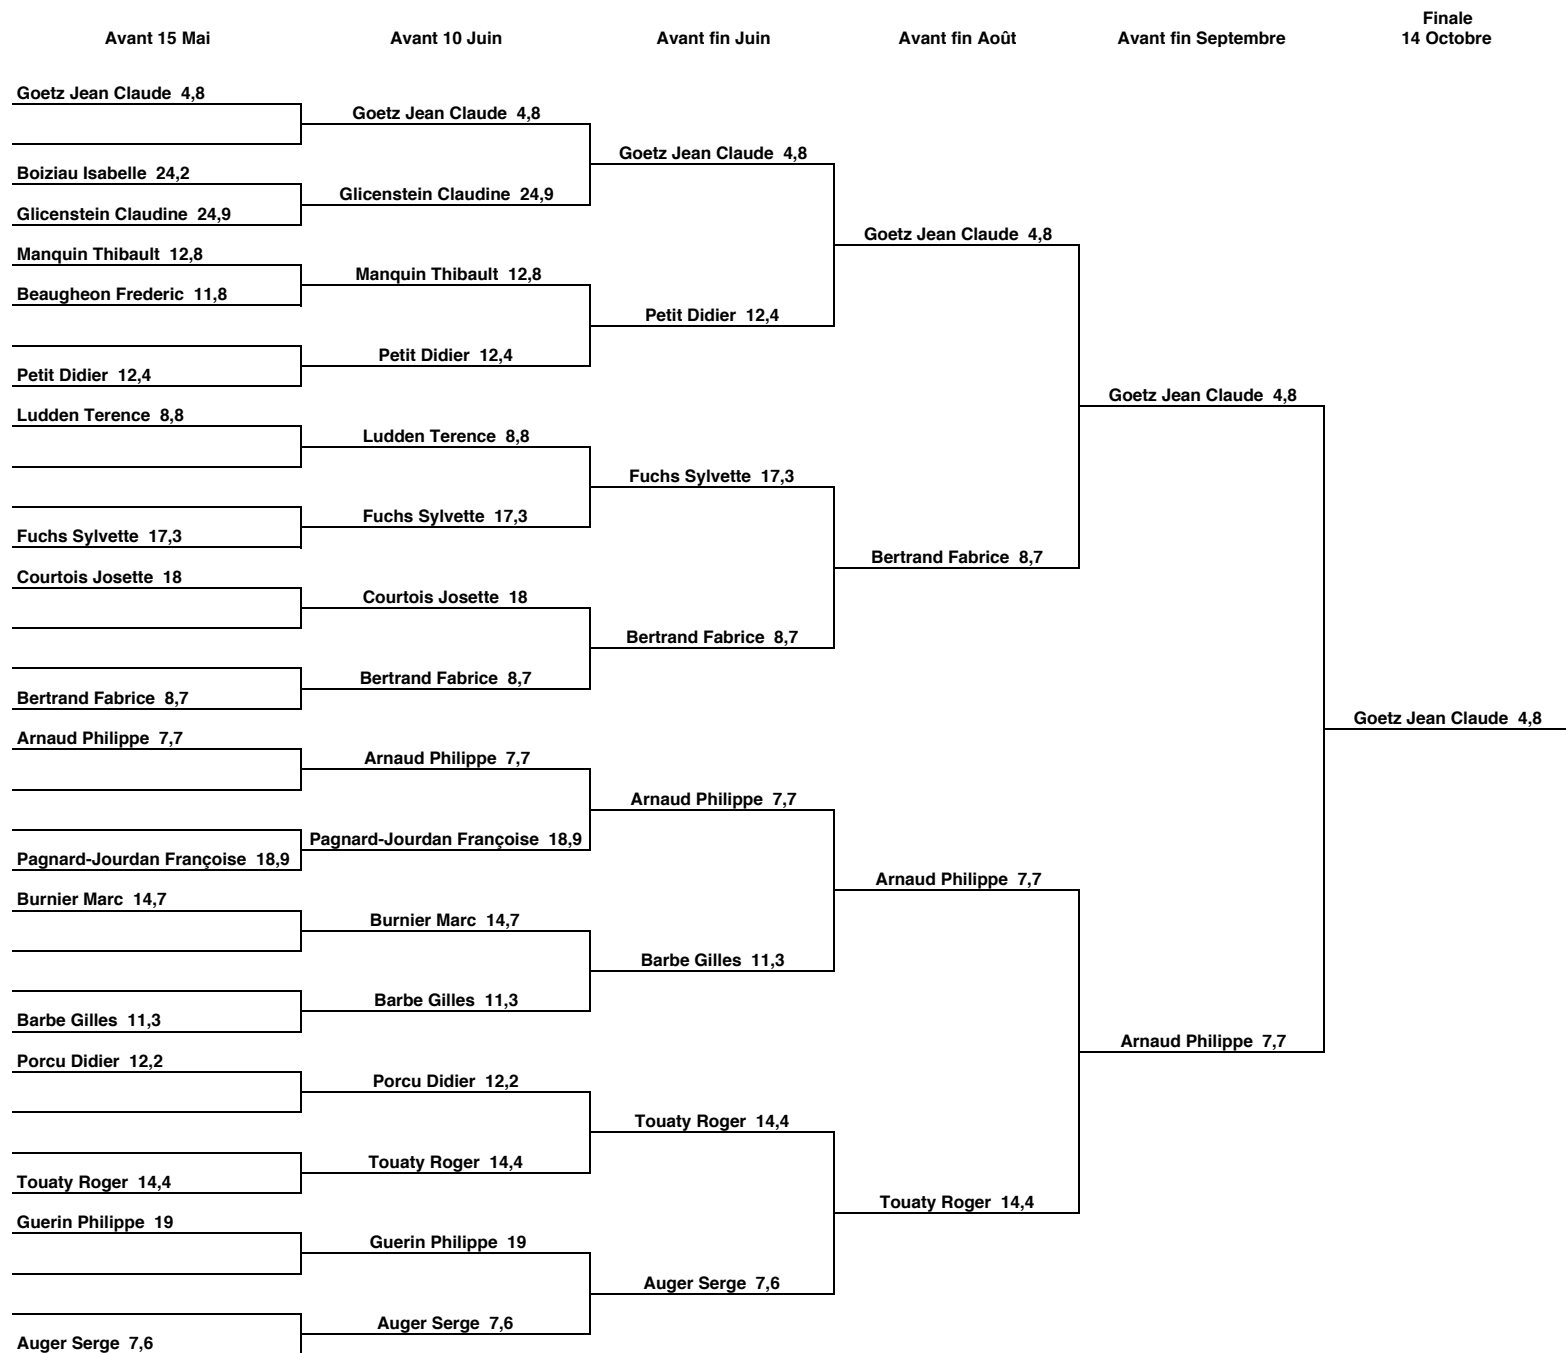 Avant 15 Mai
Avant 10 Juin
Avant fin Juin
Avant fin Août
Avant fin Septembre
Finale
14 Octobre
Goetz Jean Claude 4,8
Boiziau Isabelle 24,2
Glicenstein Claudine 24,9
Manquin Thibault 12,8
Beaugheon Frederic 11,8
Petit Didier 12,4
Ludden Terence 8,8
Fuchs Sylvette 17,3
Courtois Josette 18
Bertrand Fabrice 8,7
Arnaud Philippe 7,7
Pagnard-Jourdan Françoise 18,9
Burnier Marc 14,7
Barbe Gilles 11,3
Porcu Didier 12,2
Touaty Roger 14,4
Guerin Philippe 19
Auger Serge 7,6
Goetz Jean Claude 4,8
Glicenstein Claudine 24,9
Manquin Thibault 12,8
Petit Didier 12,4
Ludden Terence 8,8
Fuchs Sylvette 17,3
Courtois Josette 18
Bertrand Fabrice 8,7
Arnaud Philippe 7,7
Pagnard-Jourdan Françoise 18,9
Burnier Marc 14,7
Barbe Gilles 11,3
Porcu Didier 12,2
Touaty Roger 14,4
Guerin Philippe 19
Auger Serge 7,6
Goetz Jean Claude 4,8
Petit Didier 12,4
Fuchs Sylvette 17,3
Bertrand Fabrice 8,7
Arnaud Philippe 7,7
Barbe Gilles 11,3
Touaty Roger 14,4
Auger Serge 7,6
Goetz Jean Claude 4,8
Bertrand Fabrice 8,7
Arnaud Philippe 7,7
Touaty Roger 14,4
Goetz Jean Claude 4,8
Arnaud Philippe 7,7
Goetz Jean Claude 4,8